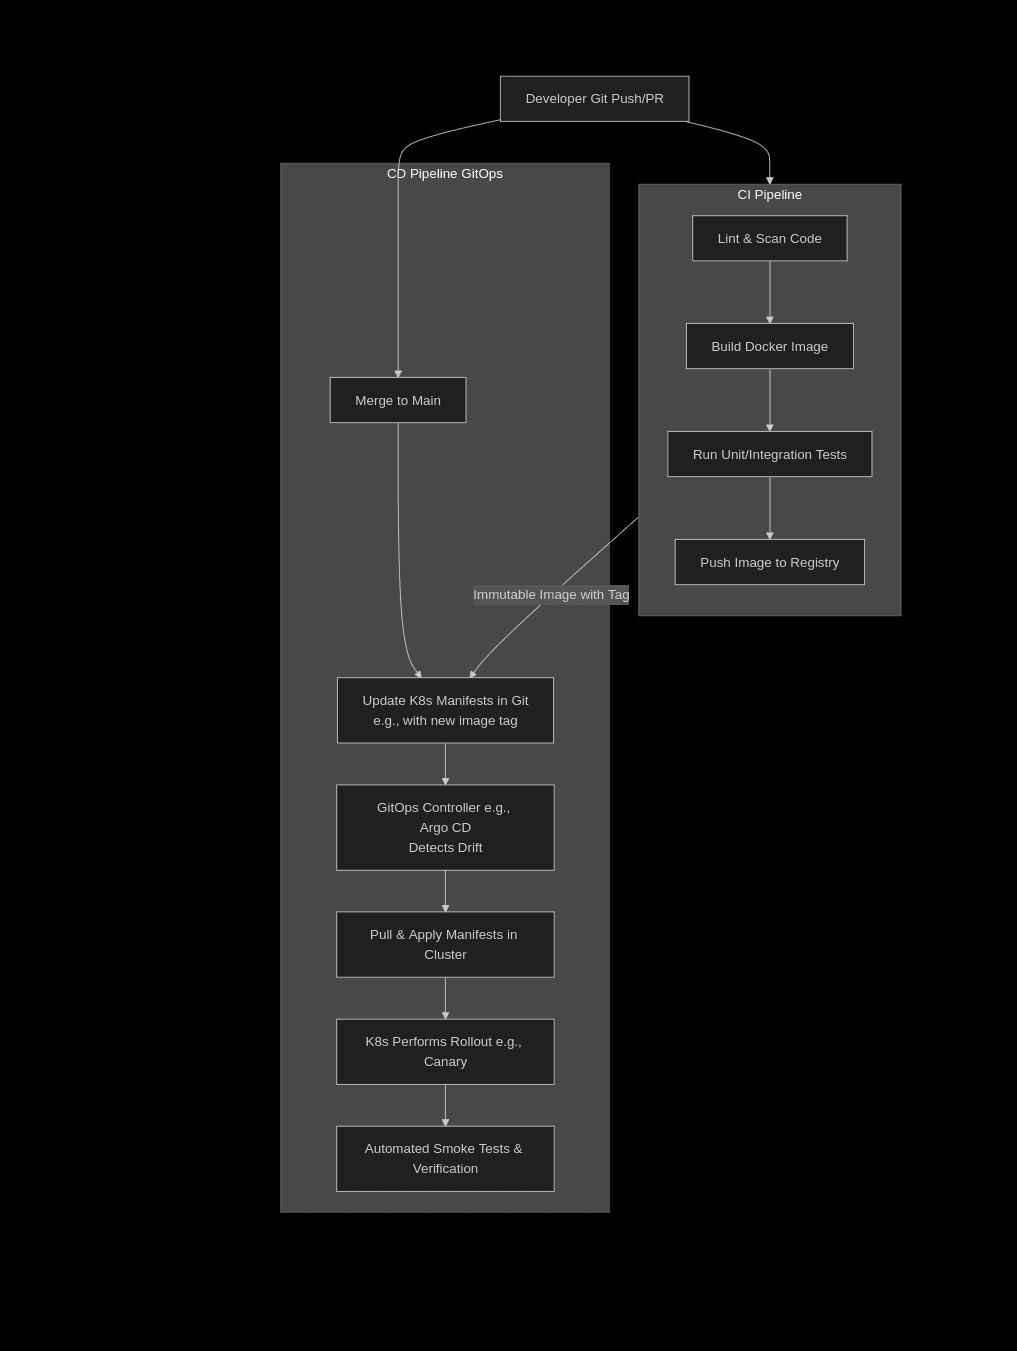 Developer Git Push/PR
CD Pipeline GitOps
CI Pipeline
Lint & Scan Code
Build Docker Image
Merge to Main
Run Unit/Integration Tests
Push Image to Registry
Immutable Image with Tag
Update K8s Manifests in Git
e.g., with new image tag
GitOps Controller e.g.,
Argo CD
Detects Drift
Pull & Apply Manifests in
Cluster
K8s Performs Rollout e.g.,
Canary
Automated Smoke Tests &
Verification